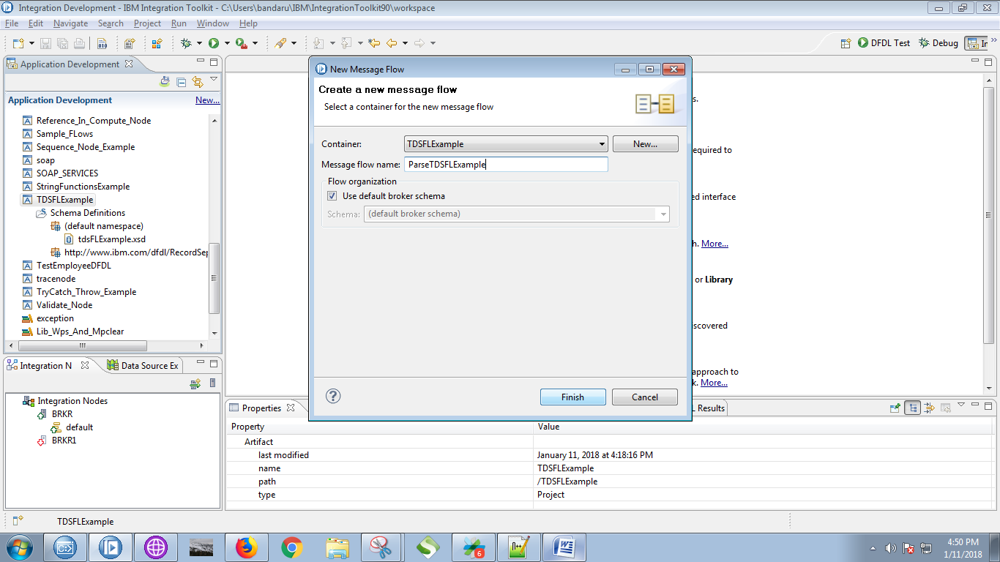 Integration Development - IBM Integration Toolkit - C:\Users\bandaru\IBM\IntegrationToolkit90\workspace
File Edit Navigate Search Project Run Window Help
DFDL Test Debug In
Application Development
Application Development New...
Reference_In_Compute_Node
Sample_FLows
Sequence_Node_Example
soap
SOAP_SERVICES
StringFunctionsExample
TDSFLExample
Schema Definitions
(default namespace)
tdsFLExample.xsd
http://www.ibm.com/dfdl/RecordSep
TestEmployeeDFDL
tracenode
TryCatch_Throw_Example
Validate_Node
exception
Lib_Wps_And_Mpclear
Integration N Data Source Ex
Integration Nodes
BRKR
default
BRKR1
New Message Flow
Create a new message flow
Select a container for the new message flow
Container: TDSFLExample New...
Message flow name: ParseTDSFLExample
Flow organization
Use default broker schema
Schema: (default broker schema)
Finish Cancel
s.
equired to
ed interface
h. More...
or Library
iscovered
approach to
k. More...
Properties L Results
Property Value
Artifact
last modified January 11, 2018 at 4:18:16 PM
name TDSFLExample
path /TDSFLExample
type Project
TDSFLExample
6
4:50 PM
1/11/2018